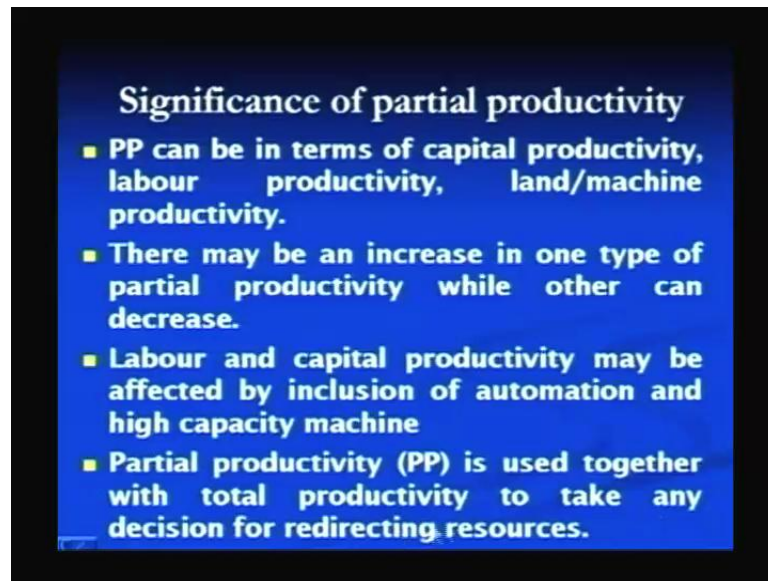 Significance of partial productivity
PP can be in terms of capital productivity,
labour productivity, land/machine
productivity.
There may be an increase in one type of
partial productivity while other can
decrease.
Labour and capital productivity may be
affected by inclusion of automation and
high capacity machine
Partial productivity (PP) is used together
with total productivity to take any
decision for redirecting resources.